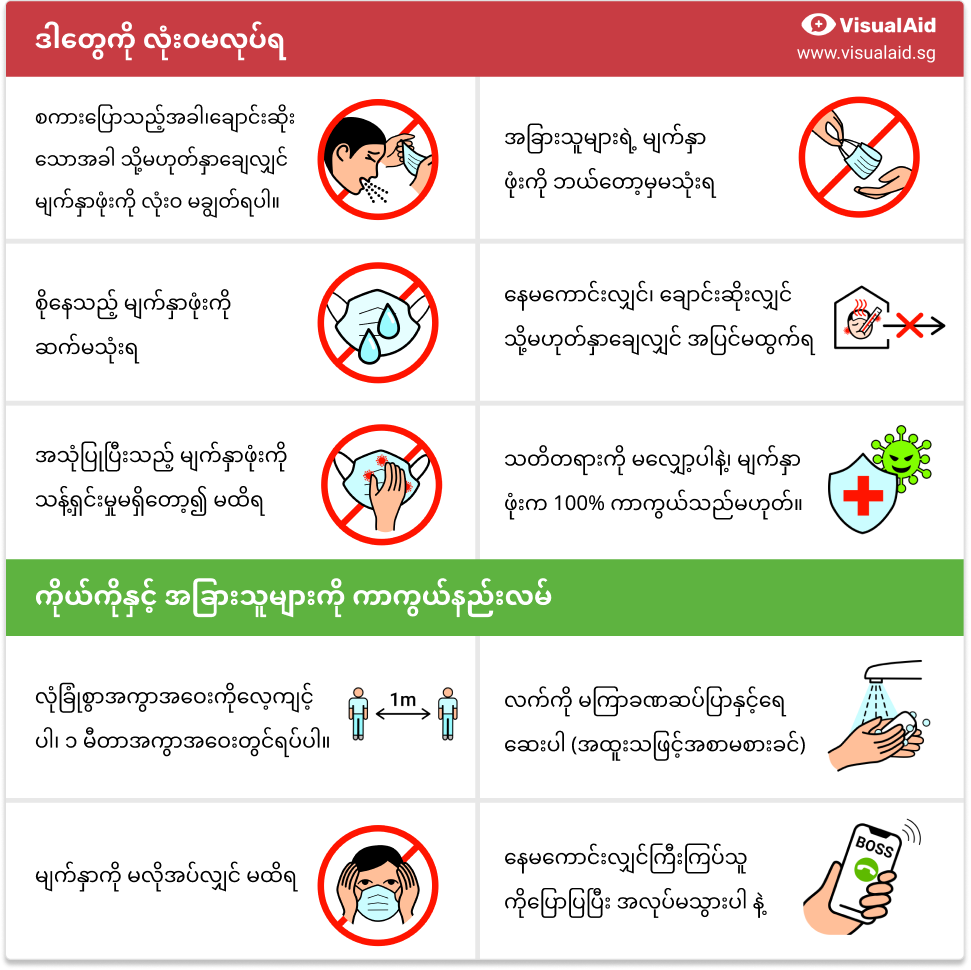 ဒါတွေကို လုံးဝမလုပ်ရ
VisualAid
www.visualaid.sg
စကားပြောသည့်အခါ၊ချောင်းဆိုး
သောအခါ သို့မဟုတ်နှာချေလျှင်
မျက်နှာဖုံးကို လုံးဝ မချွတ်ရပါ။
အခြားသူများရဲ့ မျက်နှာ
ဖုံးကို ဘယ်တော့မှမသုံးရ
စိုနေသည့် မျက်နှာဖုံးကို
ဆက်မသုံးရ
နေမကောင်းလျှင်၊ ချောင်းဆိုးလျှင်
သို့မဟုတ်နှာချေလျှင် အပြင်မထွက်ရ
အသုံပြုပြီးသည့် မျက်နှာဖုံးကို
သန့်ရှင်းမှုမရှိတော့၍ မထိရ
သတိတရားကို မလျှော့ပါနဲ့၊ မျက်နှာ
ဖုံးက 100% ကာကွယ်သည်မဟုတ်။
ကိုယ်ကိုနှင့် အခြားသူများကို ကာကွယ်နည်းလမ်
လုံခြုံစွာအကွာအဝေးကိုလေ့ကျင့်
ပါ၊ ၁ မီတာအကွာအဝေးတွင်ရပ်ပါ။
1m
လက်ကို မကြာခဏဆပ်ပြာနှင့်ရေ
ဆေးပါ (အထူးသဖြင့်အစာမစားခင်)
မျက်နှာကို မလိုအပ်လျှင် မထိရ
နေမကောင်းလျှင်ကြီးကြပ်သူ
ကိုပြောပြပြီး အလုပ်မသွားပါ နဲ့
BOSS